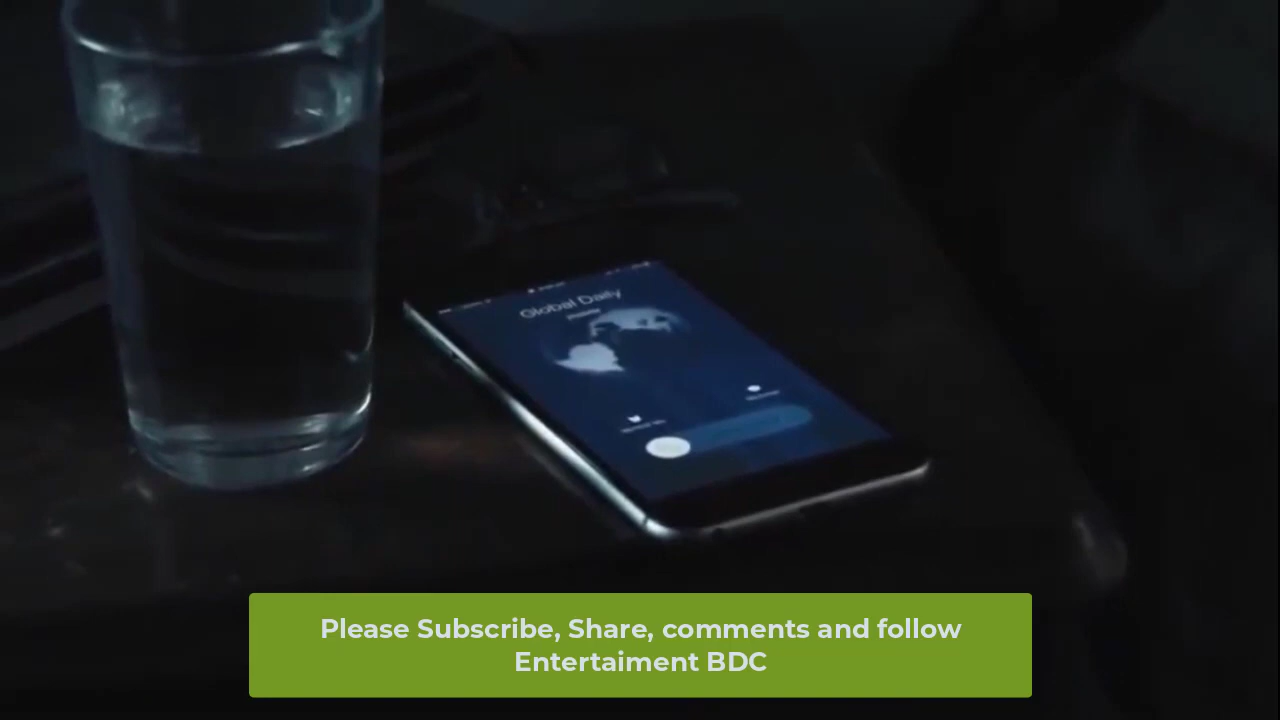 Global Daily
Please Subscribe, Share, comments and follow
Entertaiment BDC